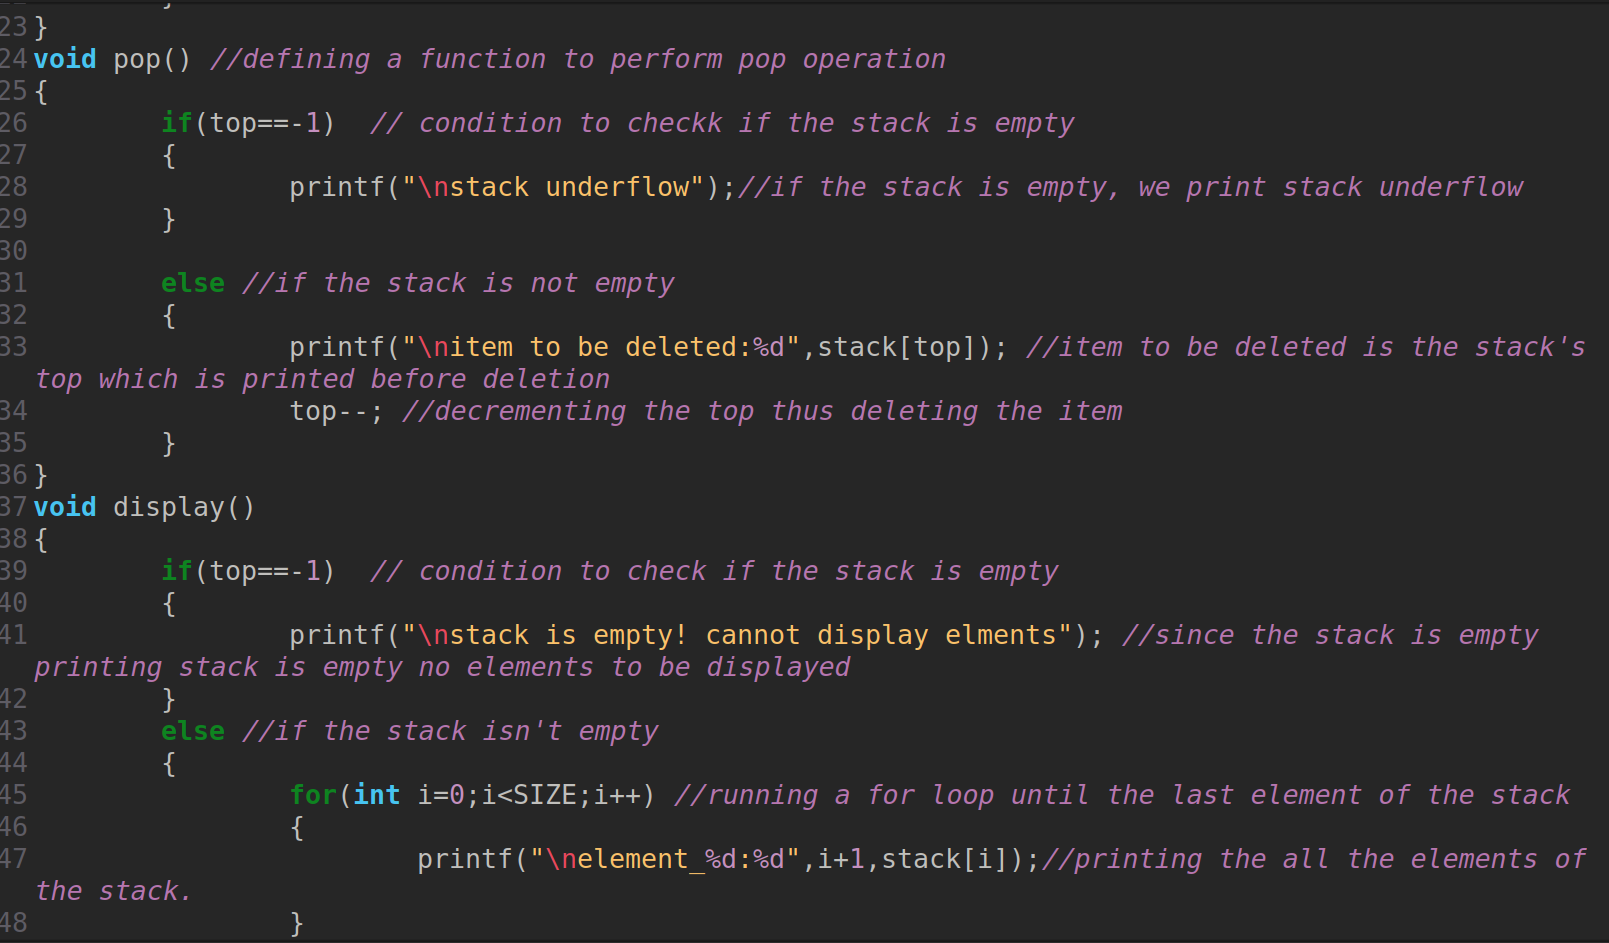 23 }
24 void pop() //defining a function to perform pop operation
25 {
26         if(top==-1)  // condition to checkk if the stack is empty
27         {
28                 printf("\nstack underflow");//if the stack is empty, we print stack underflow
29         }
30
31         else //if the stack is not empty
32         {
33                 printf("\nitem to be deleted:%d",stack[top]); //item to be deleted is the stack's
top which is printed before deletion
34                 top--; //decrementing the top thus deleting the item
35         }
36 }
37 void display()
38 {
39         if(top==-1)  // condition to check if the stack is empty
40         {
41                 printf("\nstack is empty! cannot display elments"); //since the stack is empty
printing stack is empty no elements to be displayed
42         }
43         else //if the stack isn't empty
44         {
45                 for(int i=0;i<SIZE;i++) //running a for loop until the last element of the stack
46                 {
47                         printf("\nelement_%d:%d",i+1,stack[i]);//printing the all the elements of
the stack.
48                 }